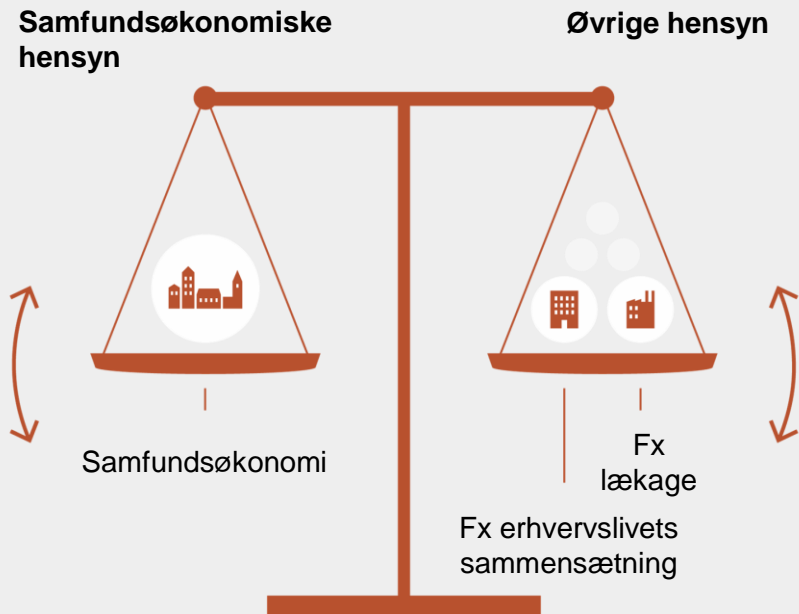 Samfundsøkonomiske
hensyn
Øvrige hensyn
Samfundsøkonomi
Fx
lækage
Fx erhvervslivets
sammensætning